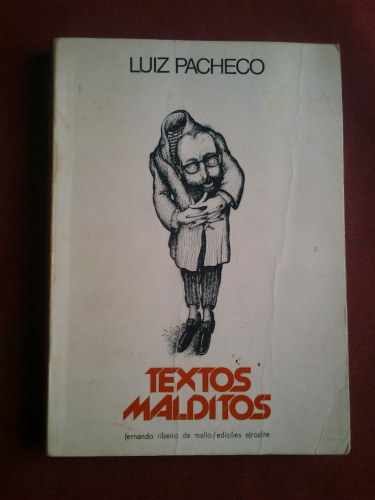 LUIZ PACHECO
TEXTOS
MALDITOS
fernando ribeiro de mello/edições afrodite